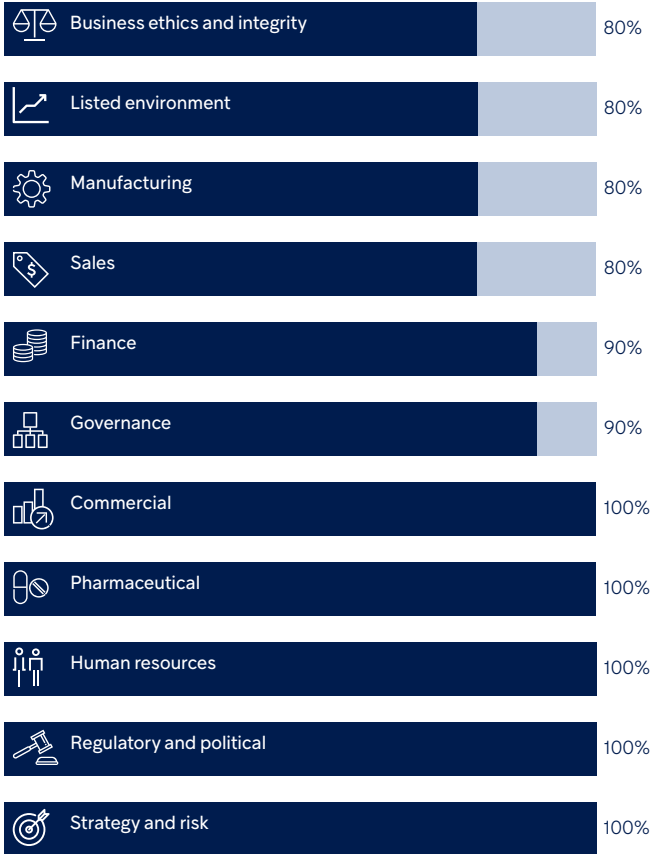 Business ethics and integrity 80%
Listed environment 80%
Manufacturing 80%
$ Sales 80%
Finance 90%
Governance 90%
Commercial 100%
Pharmaceutical 100%
Human resources 100%
Regulatory and political 100%
Strategy and risk 100%